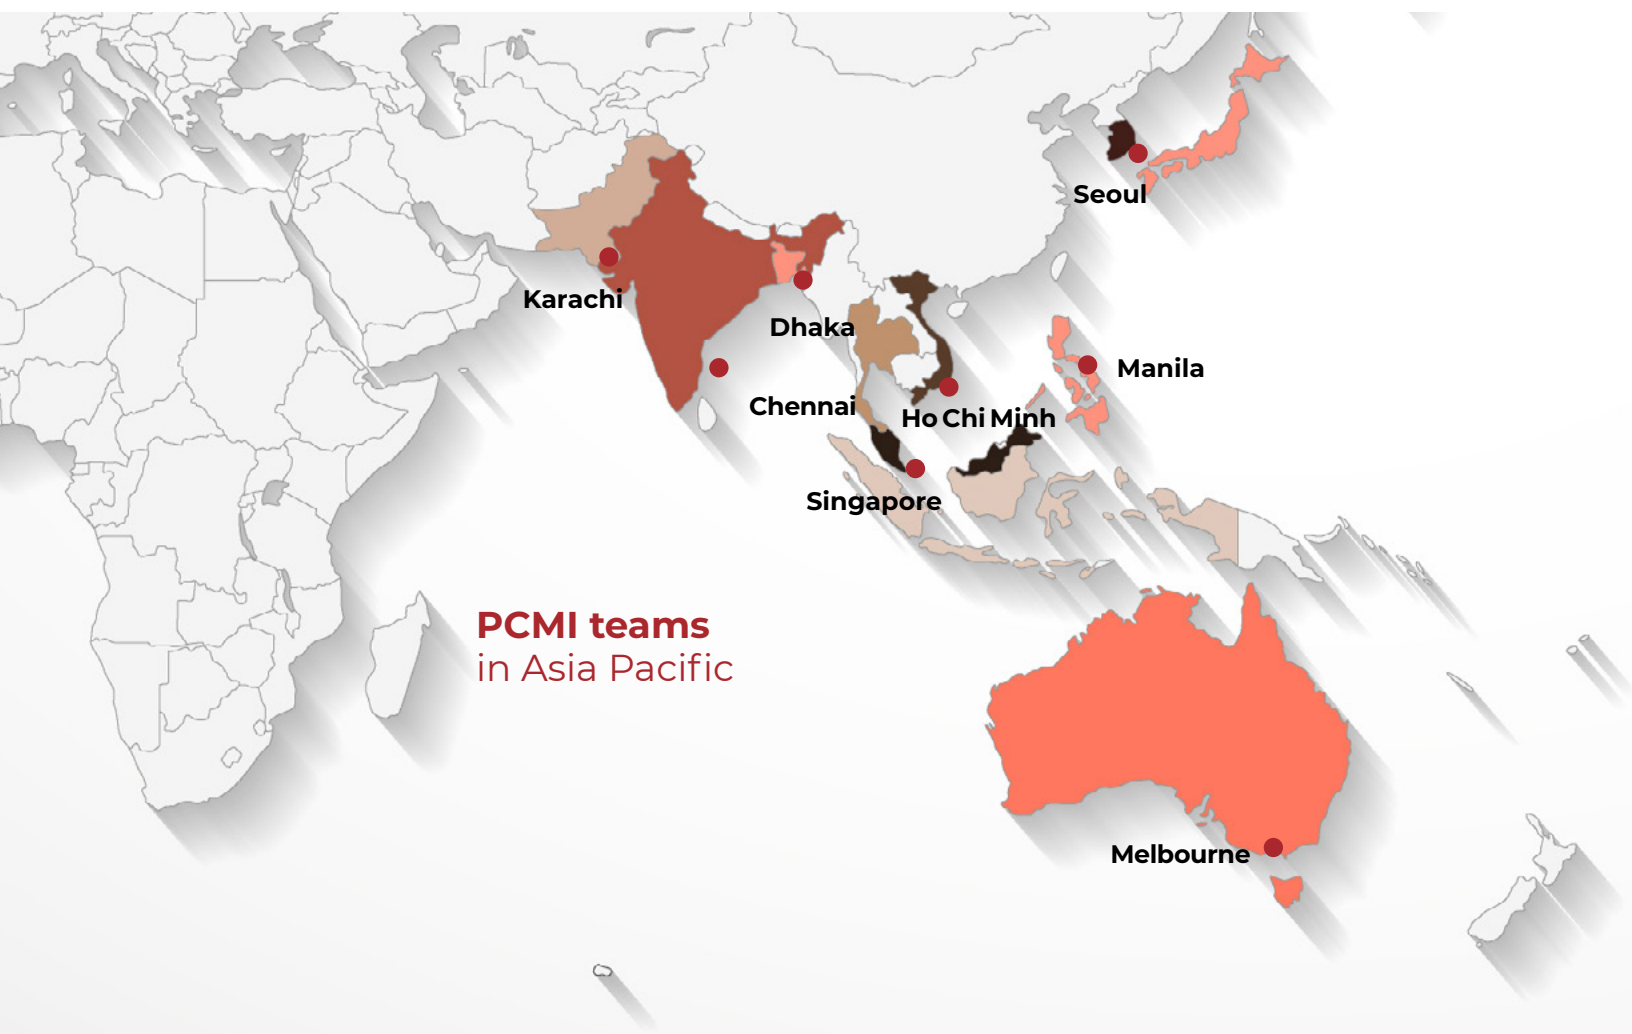 Seoul
Karachi
Dhaka
Manila
Chennai
Ho Chi Minh
Singapore
PCMI teams
in Asia Pacific
Melbourne